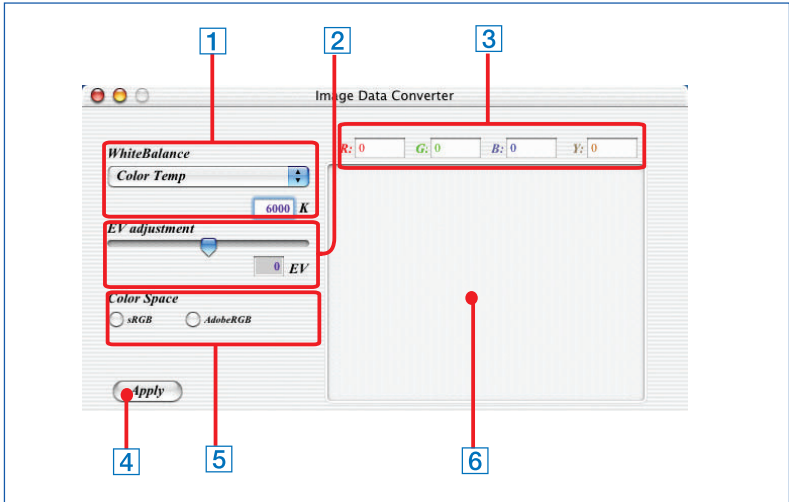 1 2 3
Image Data Converter
R: 0 G: 0 B: 0 Y: 0
WhiteBalance
Color Temp
6000 K
EV adjustment
0 EV
Color Space
sRGB AdobeRGB
Apply
4 5 6